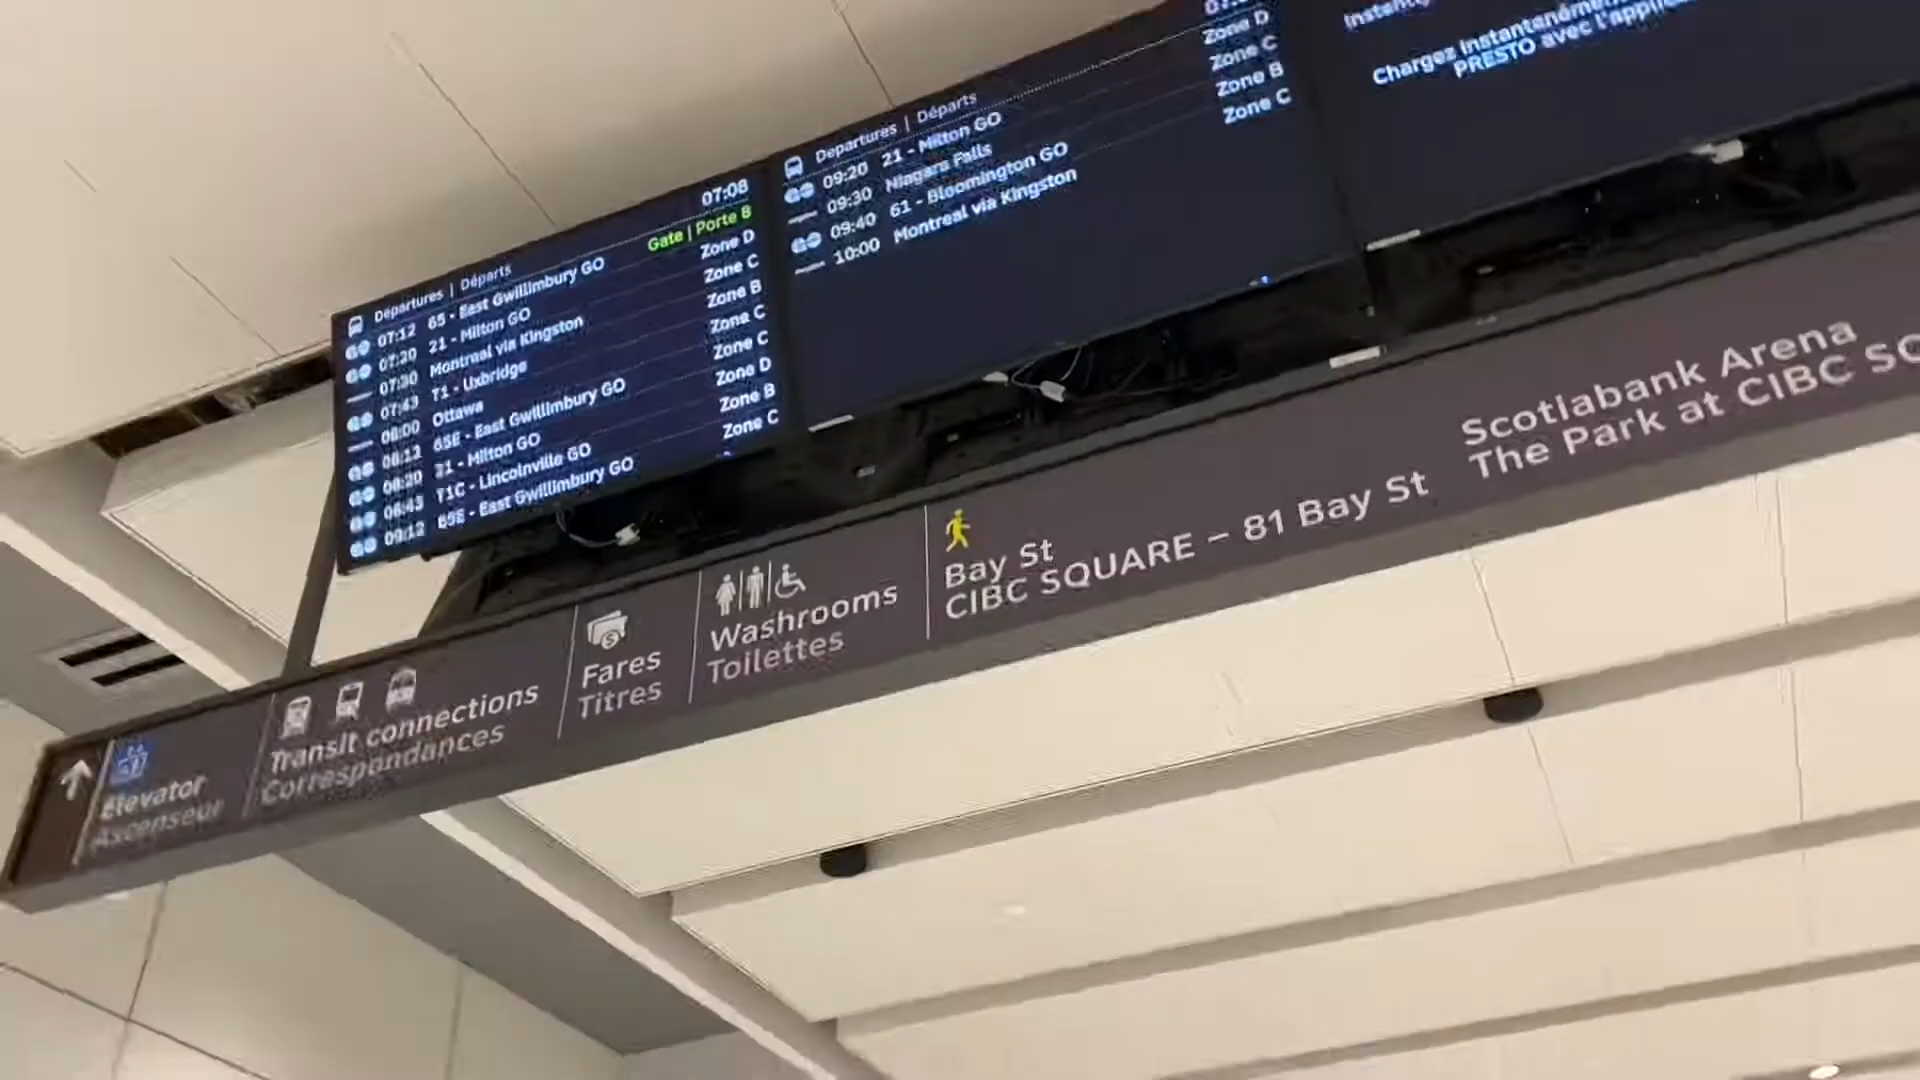 Departures | Départs 07:08
07:12 65 - East Gwillimbury GO Gate | Porte B
07:20 21 - Milton GO Zone D
07:30 Montreal via Kingston Zone C
07:43 71 - Uxbridge Zone B
08:00 Ottawa Zone C
08:12 65E - East Gwillimbury GO Zone C
08:20 21 - Milton GO Zone D
08:43 71C - Lincolnville GO Zone B
09:12 65E - East Gwillimbury GO Zone C
Departures | Départs
09:20 21 - Milton GO Zone D
09:30 Niagara Falls Zone C
09:40 61 - Bloomington GO Zone B
10:00 Montreal via Kingston Zone C
Chargez instantanément
PRESTO avec l'application
Elevator
Ascenseur
Transit connections
Correspondances
Fares
Titres
Washrooms
Toilettes
Bay St
CIBC SQUARE – 81 Bay St
Scotiabank Arena
The Park at CIBC